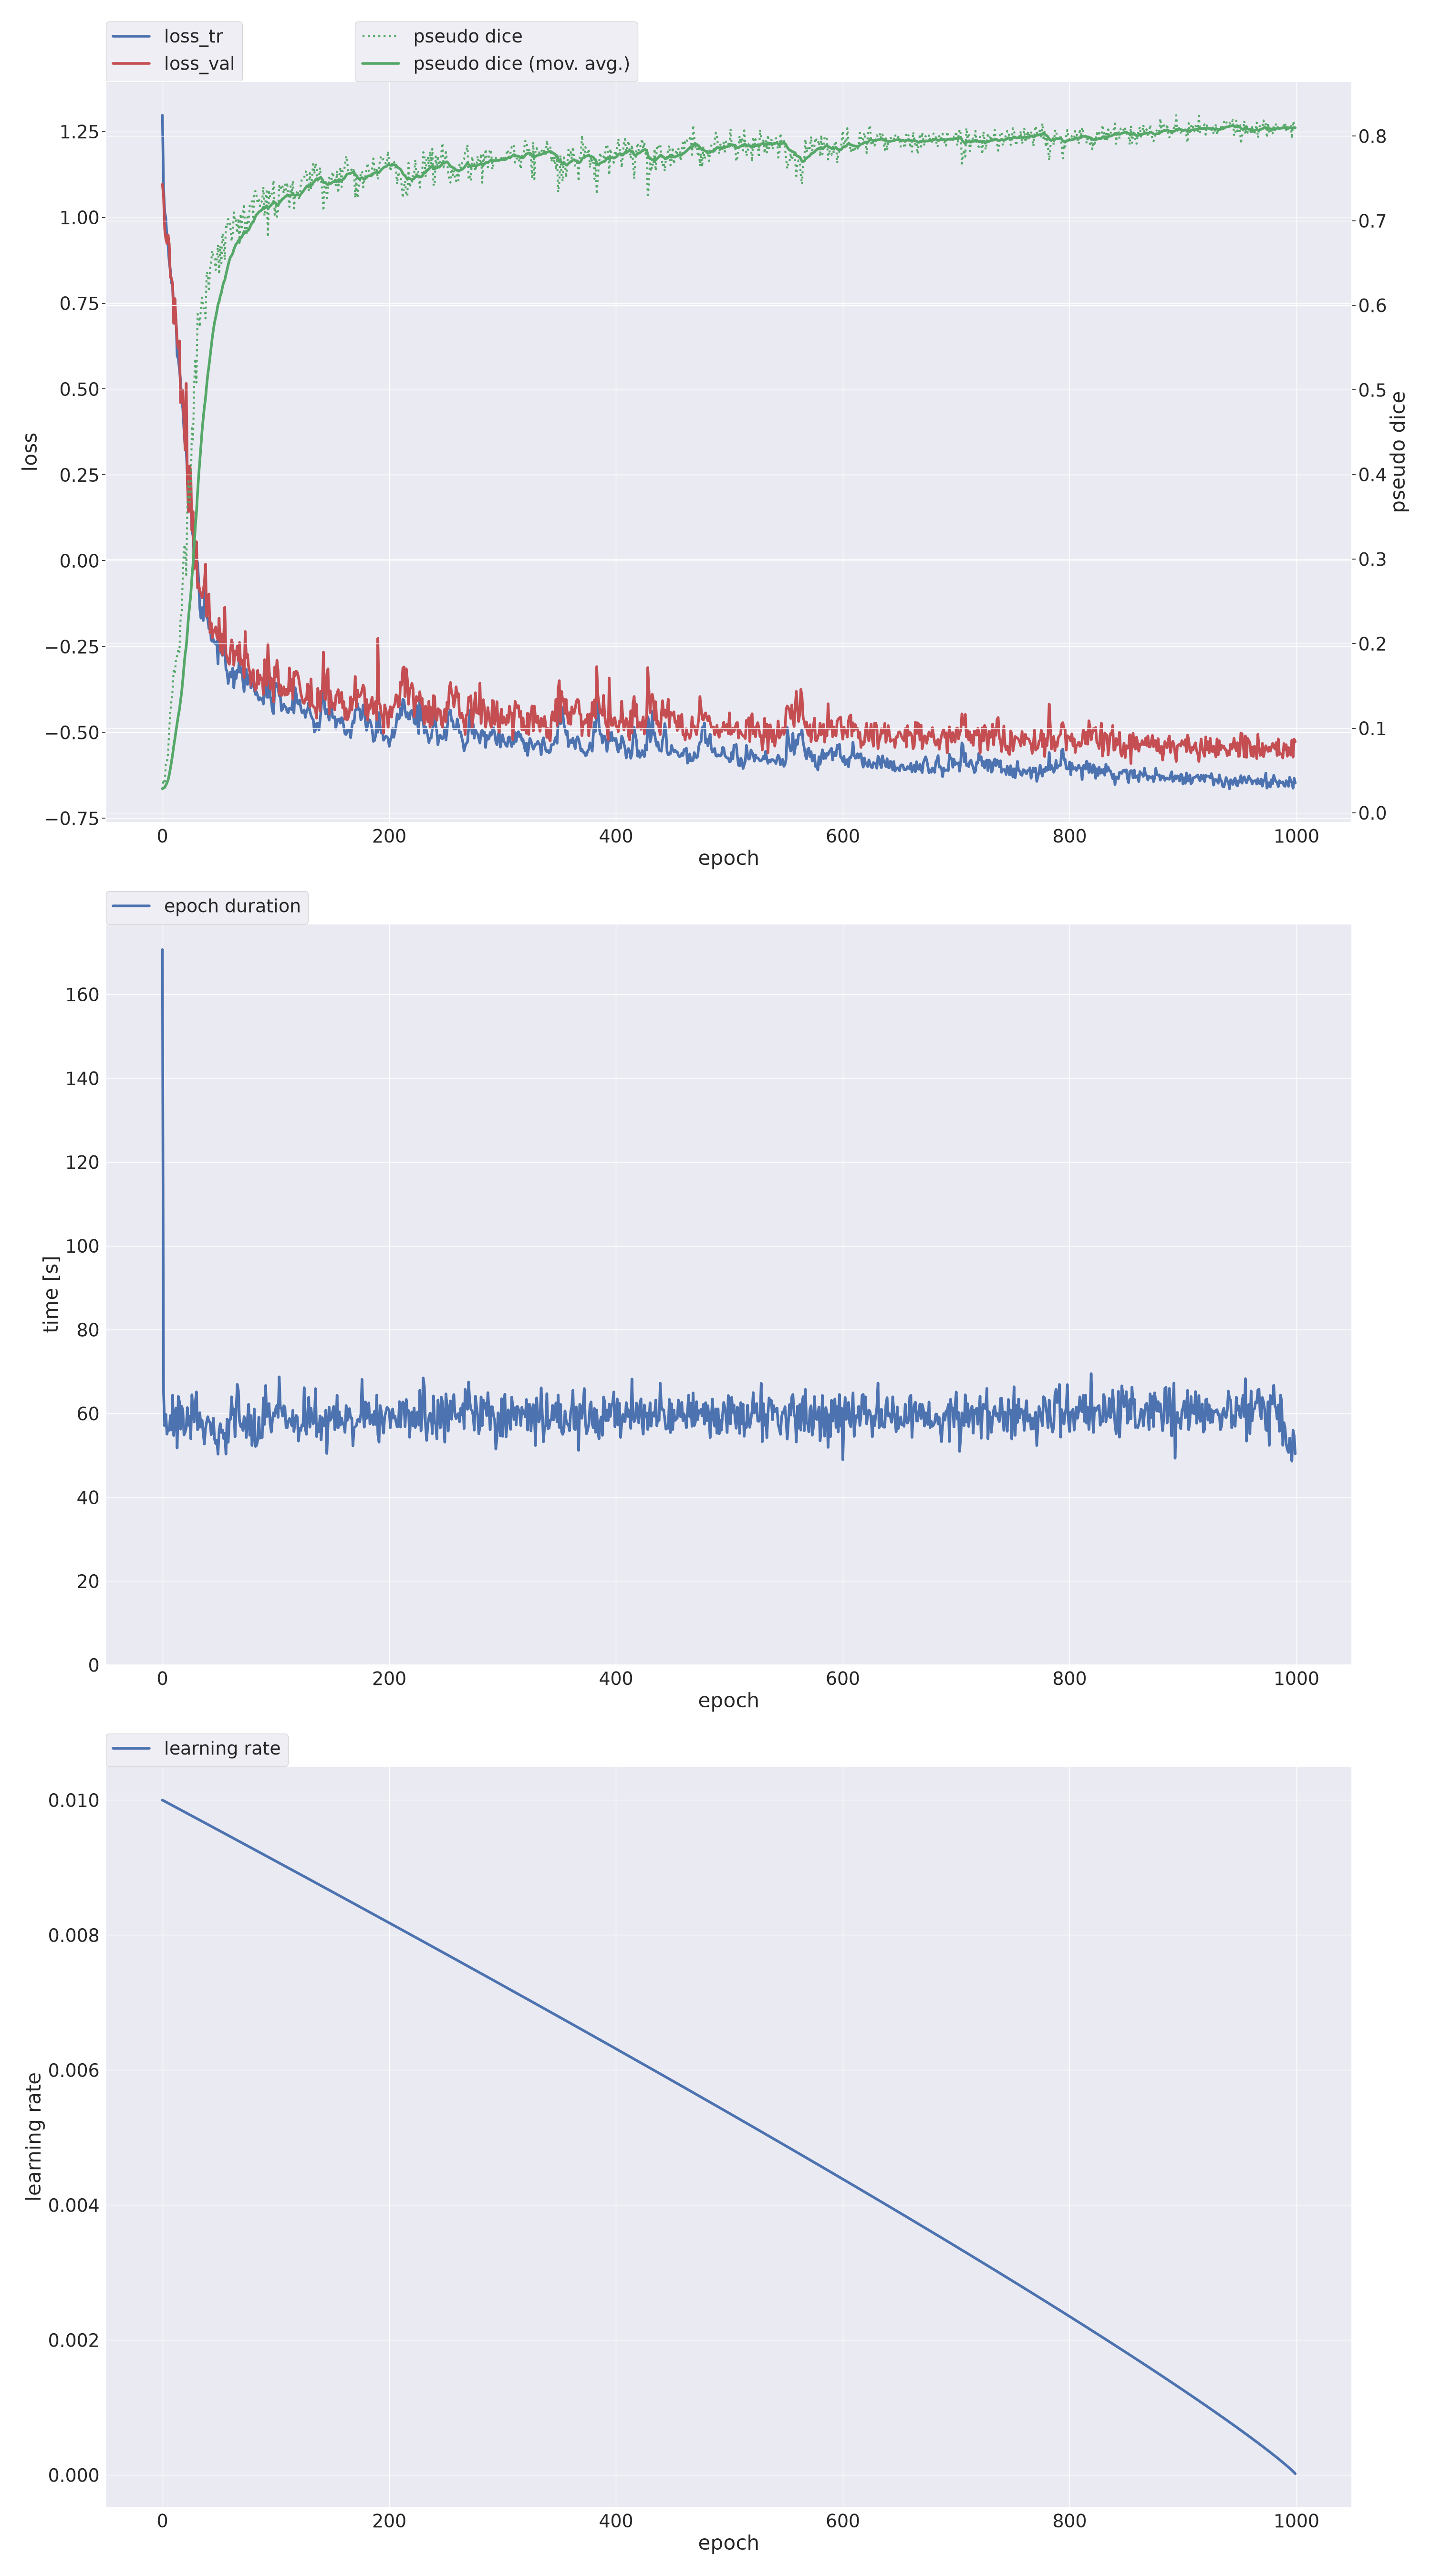 loss_tr
loss_val
pseudo dice
pseudo dice (mov. avg.)
1.25
1.00
0.75
0.50
0.25
0.00
−0.25
−0.50
−0.75
loss
0.8
0.7
0.6
0.5
0.4
0.3
0.2
0.1
0.0
pseudo dice
0 200 400 600 800 1000
epoch
epoch duration
160
140
120
100
80
60
40
20
0
time [s]
0 200 400 600 800 1000
epoch
learning rate
0.010
0.008
0.006
0.004
0.002
0.000
learning rate
0 200 400 600 800 1000
epoch